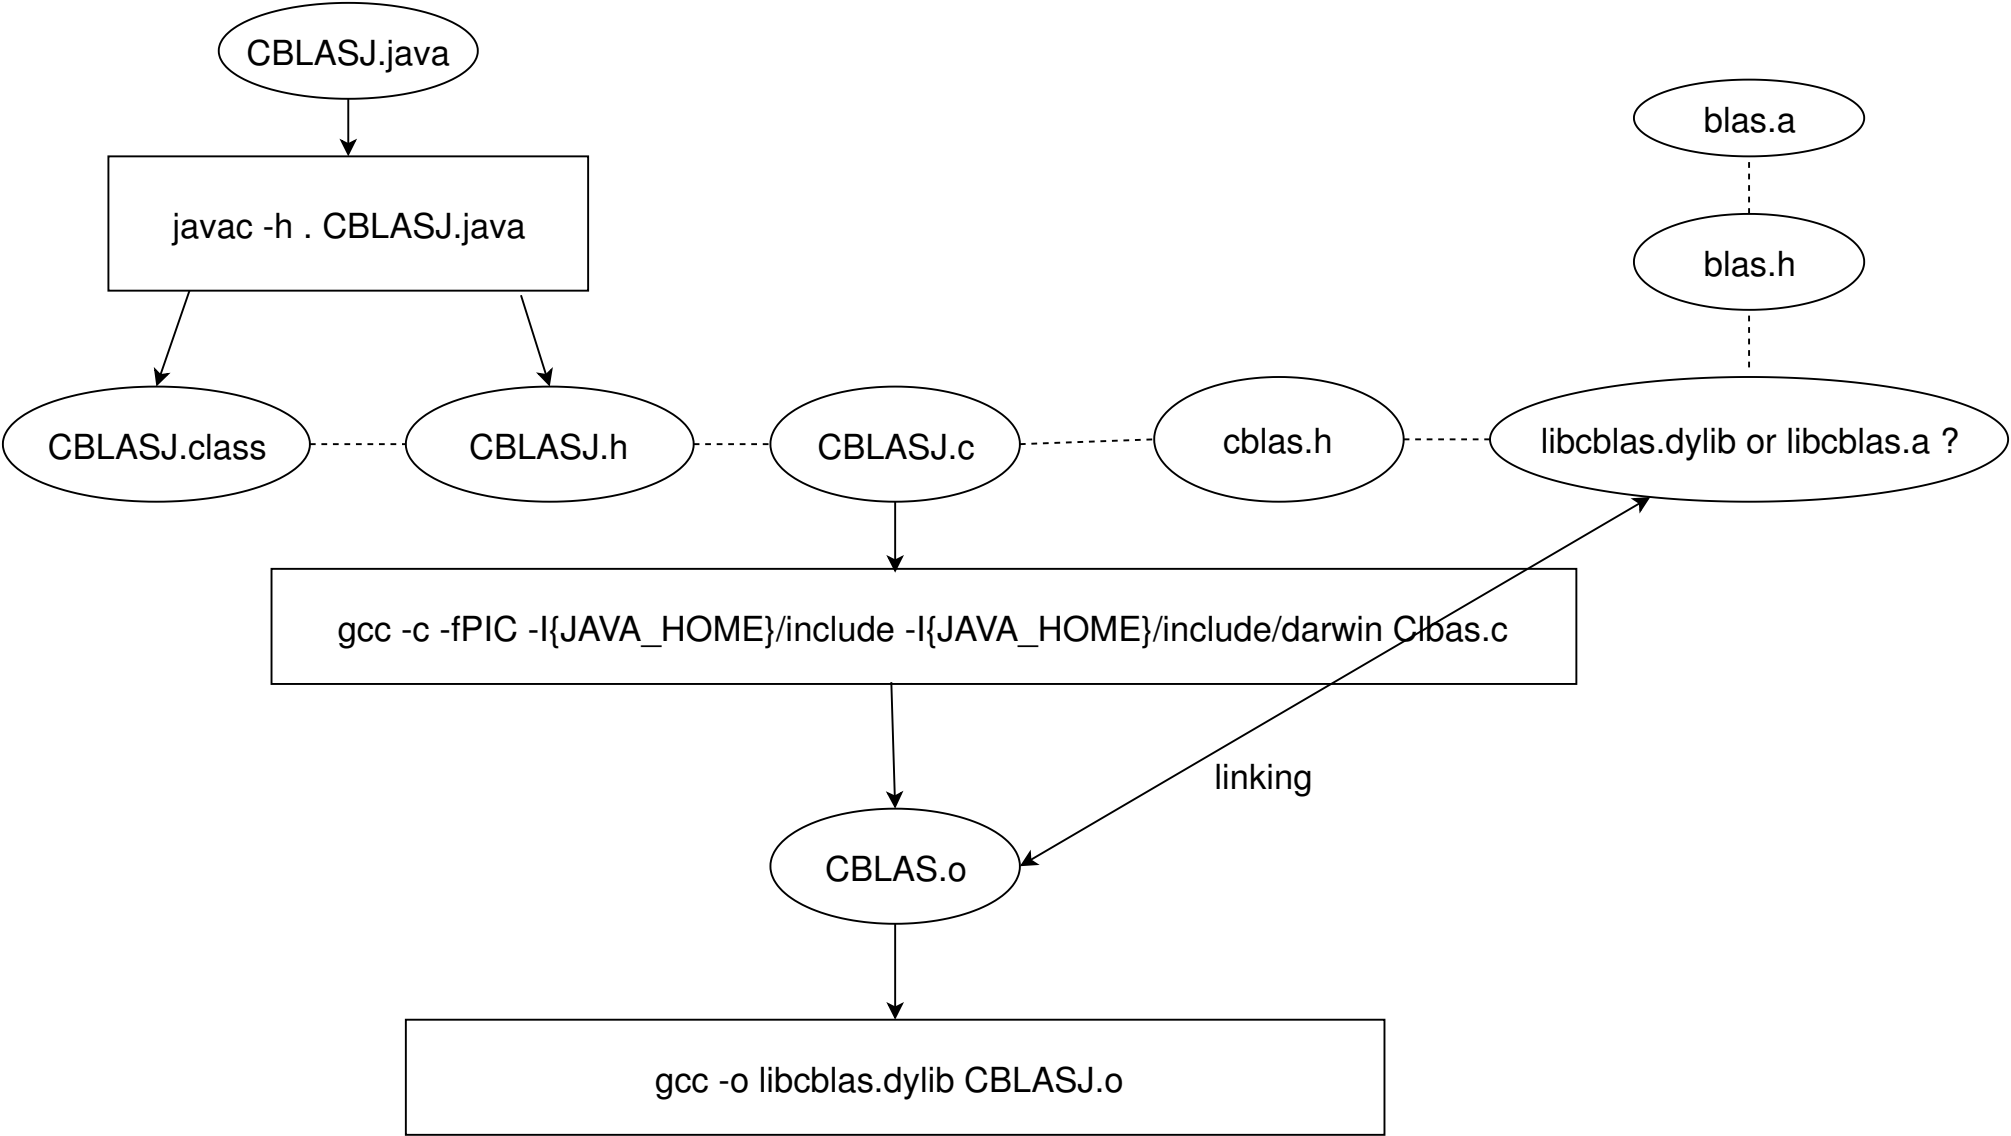 CBLASJ.java
blas.a
javac -h . CBLASJ.java
blas.h
CBLASJ.class
CBLASJ.h
CBLASJ.c
cblas.h
libcblas.dylib or libcblas.a ?
gcc -c -fPIC -I{JAVA_HOME}/include -I{JAVA_HOME}/include/darwin Clbas.c
linking
CBLAS.o
gcc -o libcblas.dylib CBLASJ.o